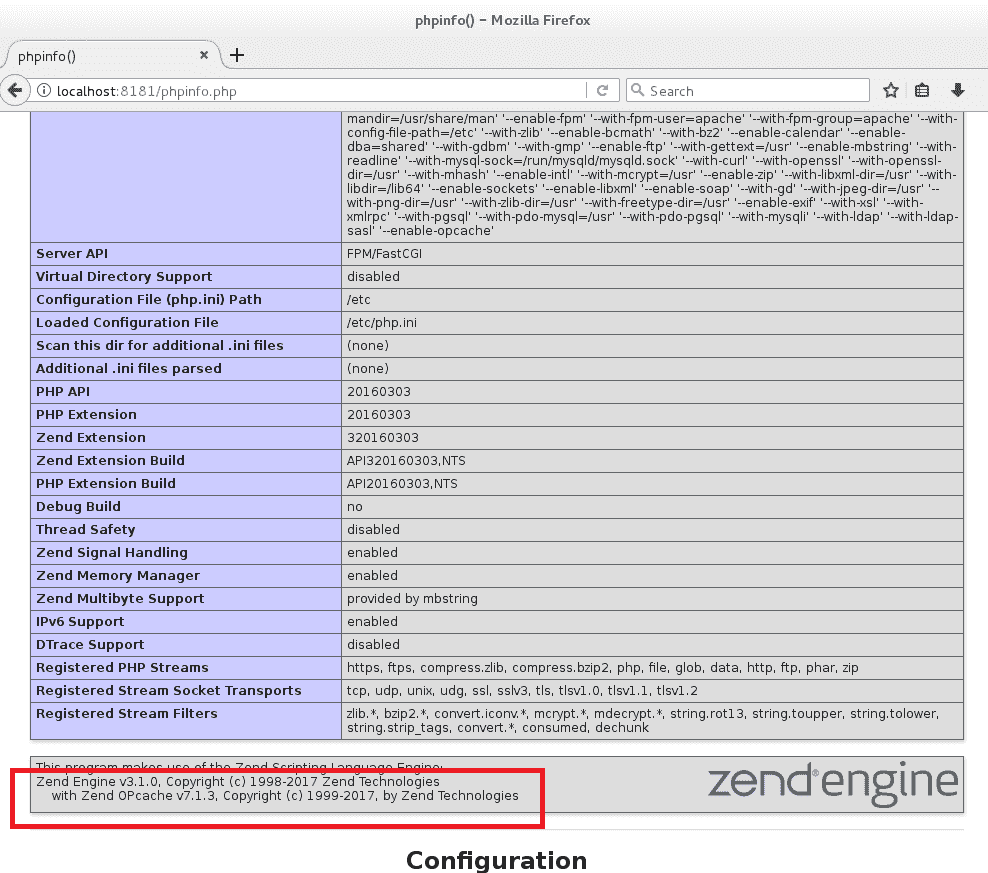 phpinfo() – Mozilla Firefox
phpinfo()
localhost:8181/phpinfo.php
Search
mandir=/usr/share/man' '--enable-fpm' '--with-fpm-user=apache' '--with-fpm-group=apache' '--with-
config-file-path=/etc' '--with-zlib' '--enable-bcmath' '--with-bz2' '--enable-calendar' '--enable-
dba=shared' '--with-gdbm' '--with-gmp' '--enable-ftp' '--with-gettext=/usr' '--enable-mbstring' '--with-
readline' '--with-mysql-sock=/run/mysqld/mysqld.sock' '--with-curl' '--with-openssl' '--with-openssl-
dir=/usr' '--with-mhash' '--enable-intl' '--with-mcrypt=/usr' '--enable-zip' '--with-libxml-dir=/usr' '--with-
libdir=/lib64' '--enable-sockets' '--enable-libxml' '--enable-soap' '--with-gd' '--with-jpeg-dir=/usr' '--
with-png-dir=/usr' '--with-zlib-dir=/usr' '--with-freetype-dir=/usr' '--enable-exif' '--with-xsl' '--with-
xmlrpc' '--with-pgsql' '--with-pdo-mysql=/usr' '--with-pdo-pgsql' '--with-mysqli' '--with-ldap' '--with-ldap-
sasl' '--enable-opcache'
Server API FPM/FastCGI
Virtual Directory Support disabled
Configuration File (php.ini) Path /etc
Loaded Configuration File /etc/php.ini
Scan this dir for additional .ini files (none)
Additional .ini files parsed (none)
PHP API 20160303
PHP Extension 20160303
Zend Extension 320160303
Zend Extension Build API320160303,NTS
PHP Extension Build API20160303,NTS
Debug Build no
Thread Safety disabled
Zend Signal Handling enabled
Zend Memory Manager enabled
Zend Multibyte Support provided by mbstring
IPv6 Support enabled
DTrace Support disabled
Registered PHP Streams https, ftps, compress.zlib, compress.bzip2, php, file, glob, data, http, ftp, phar, zip
Registered Stream Socket Transports tcp, udp, unix, udg, ssl, sslv3, tls, tlsv1.0, tlsv1.1, tlsv1.2
Registered Stream Filters zlib.*, bzip2.*, convert.iconv.*, mcrypt.*, mdecrypt.*, string.rot13, string.toupper, string.tolower,
string.strip_tags, convert.*, consumed, dechunk
This program makes use of the Zend Scripting Language Engine:
Zend Engine v3.1.0, Copyright (c) 1998-2017 Zend Technologies
with Zend OPcache v7.1.3, Copyright (c) 1999-2017, by Zend Technologies
zend® engine
Configuration